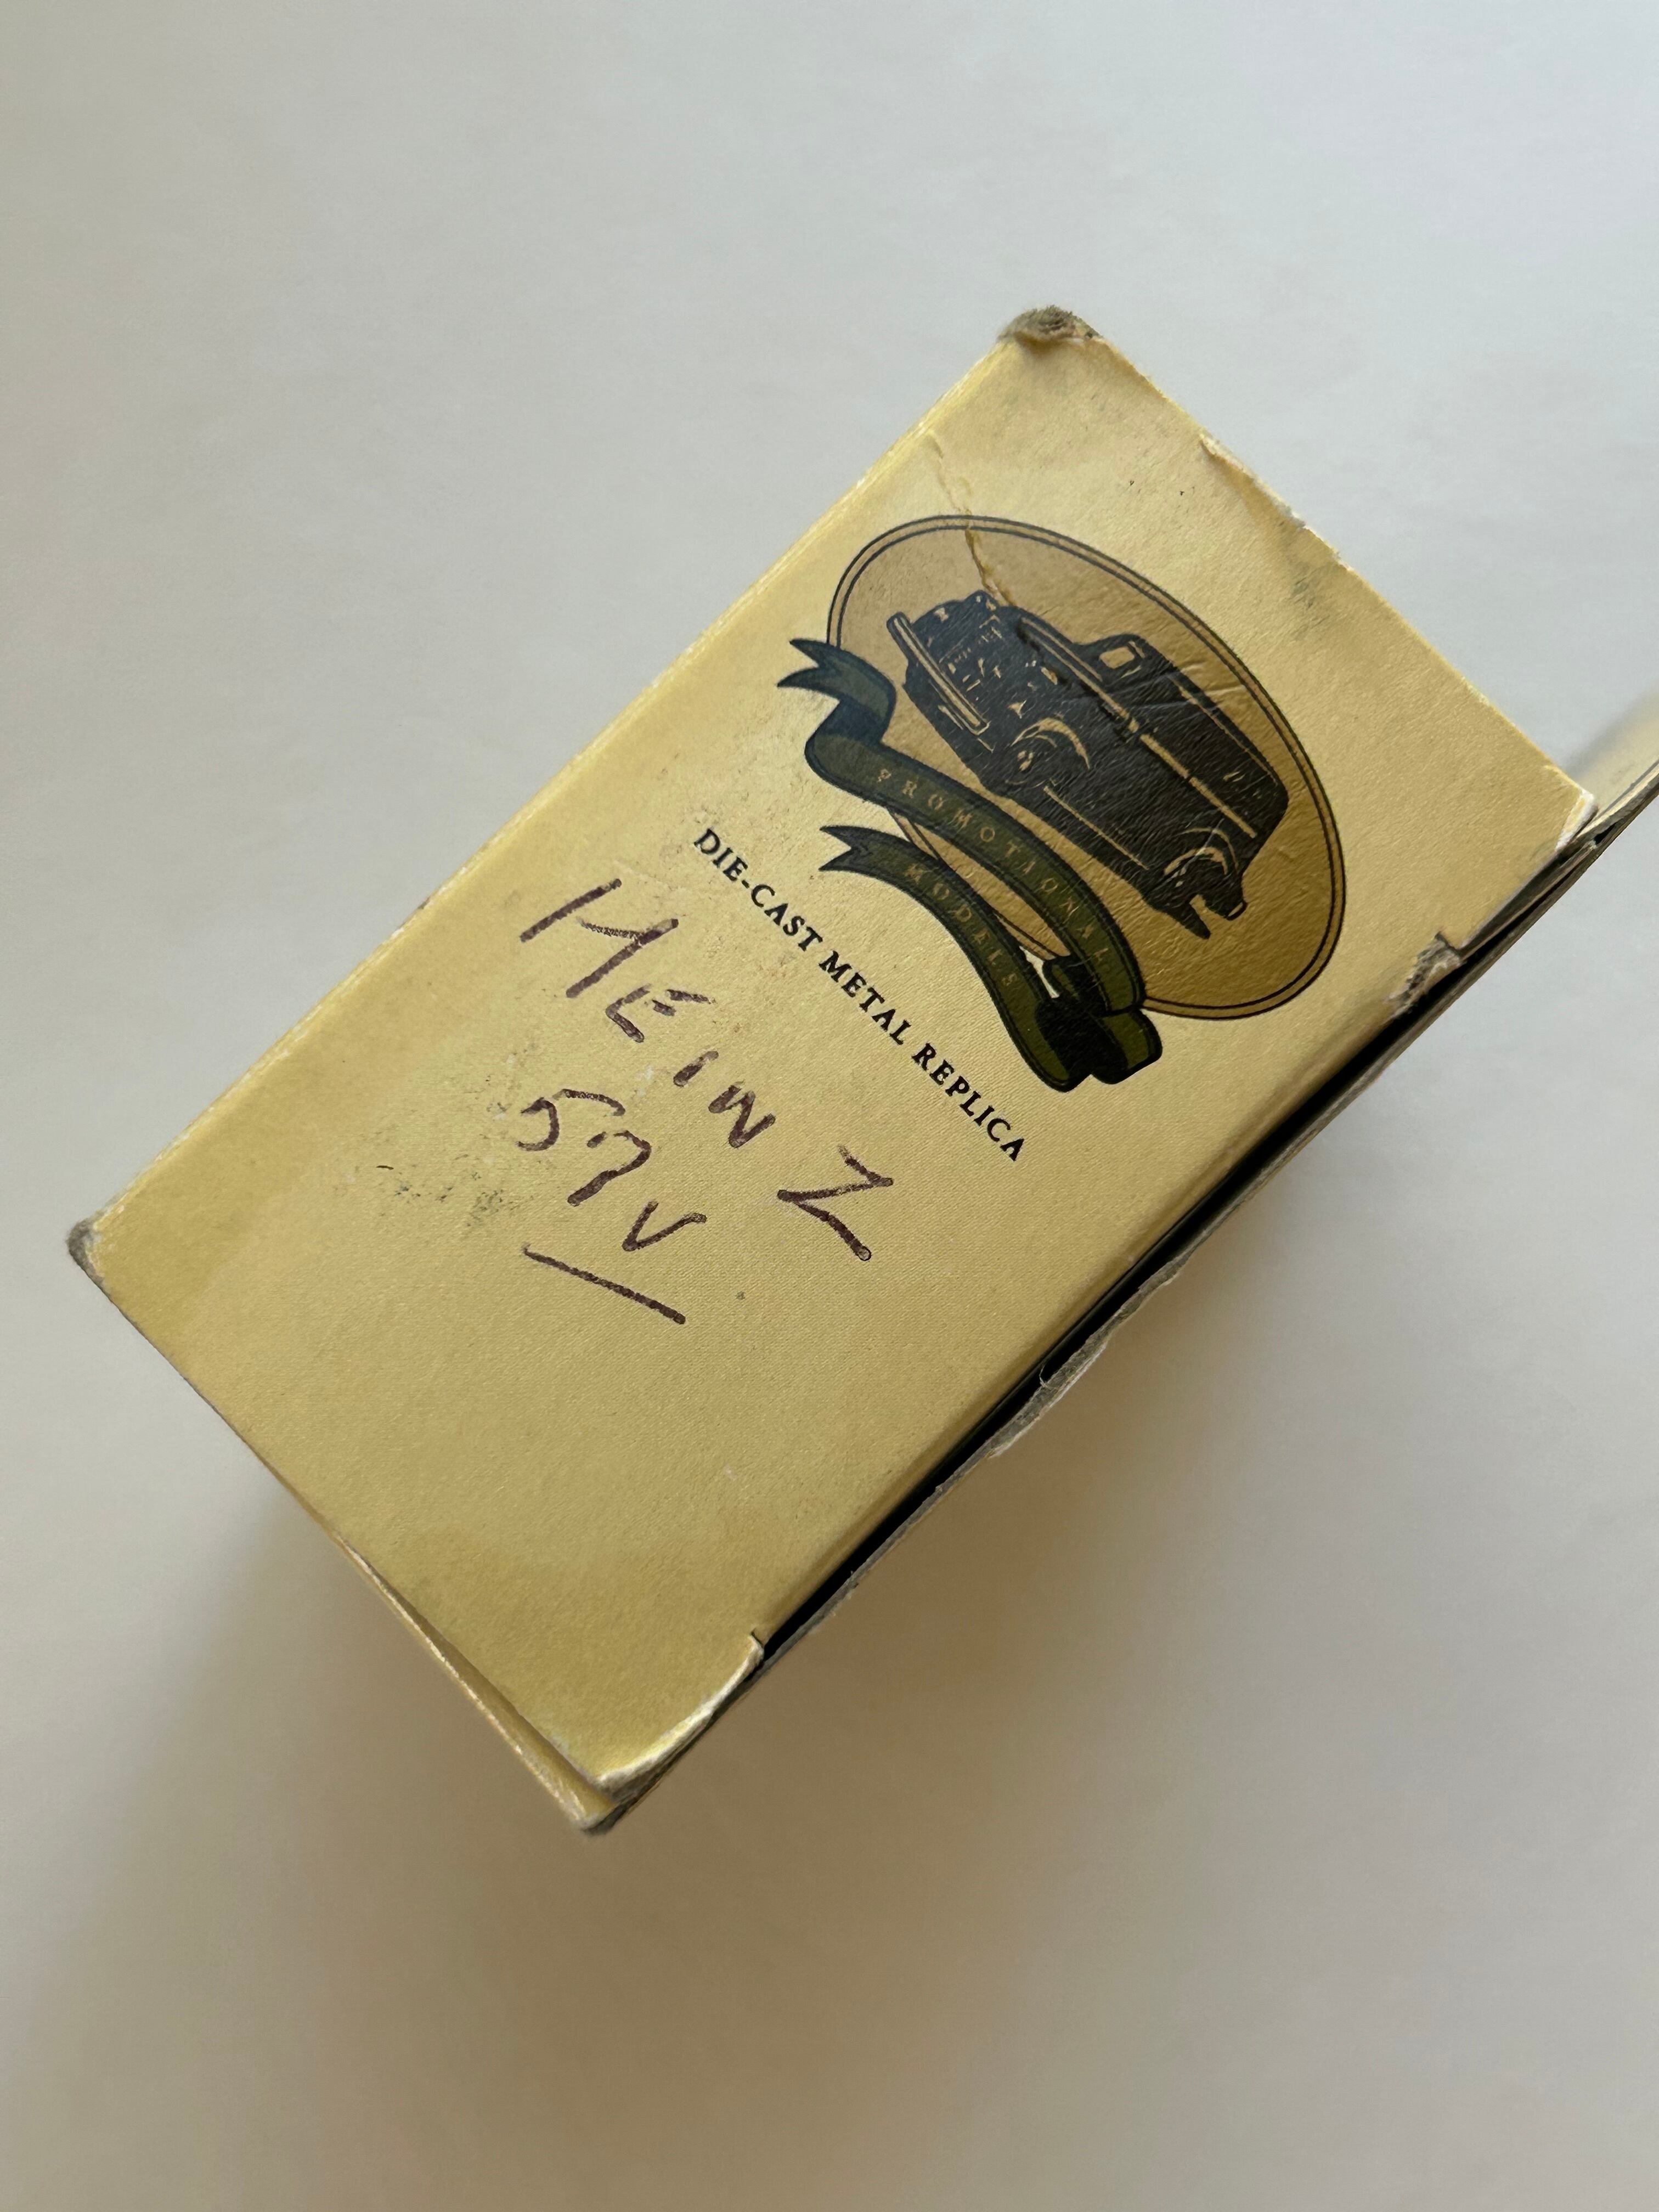 PROMOTIONAL
MODELS
DIE-CAST METAL REPLICA
HEINZ
57V